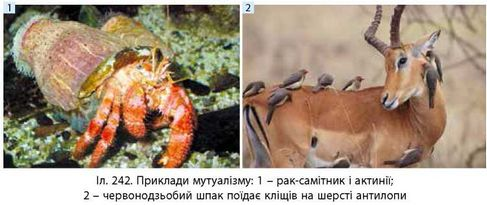 1
2
Іл. 242. Приклади мутуалізму: 1 – рак-самітник і актинії;
2 – червонодзьобий шпак поїдає кліщів на шерсті антилопи